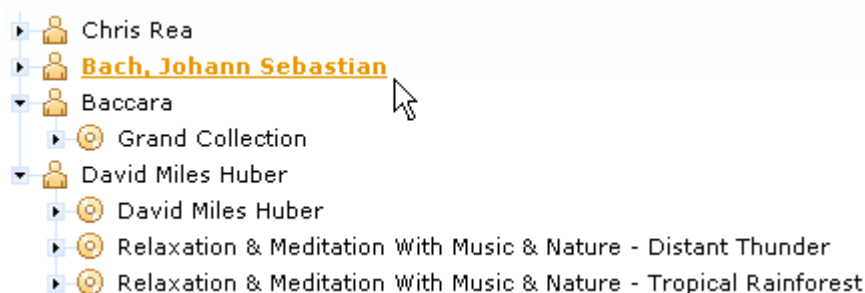 Chris Rea
Bach, Johann Sebastian
Baccara
Grand Collection
David Miles Huber
David Miles Huber
Relaxation & Meditation With Music & Nature - Distant Thunder
Relaxation & Meditation With Music & Nature - Tropical Rainforest